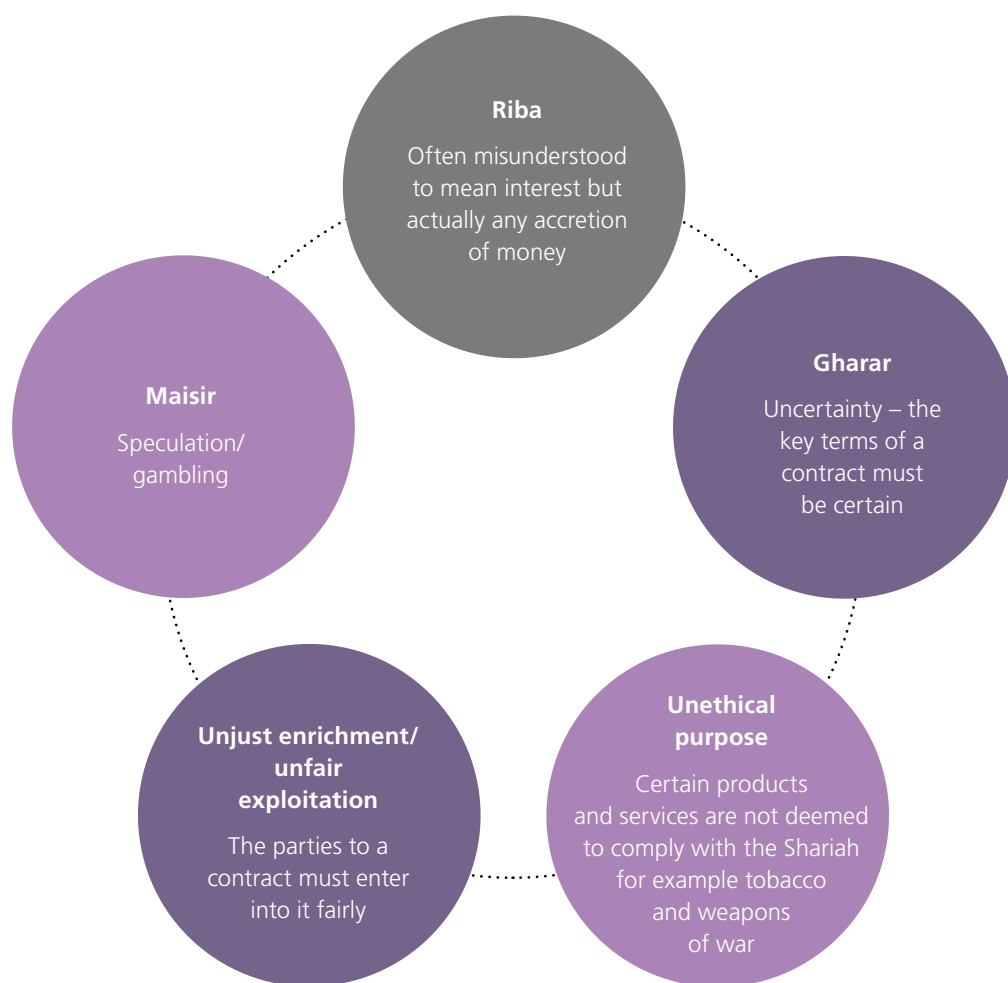 Riba
Often misunderstood
to mean interest but
actually any accretion
of money
Gharar
Uncertainty – the
key terms of a
contract must
be certain
Unethical
purpose
Certain products
and services are not deemed
to comply with the Shariah
for example tobacco
and weapons
of war
Unjust enrichment/
unfair
exploitation
The parties to a
contract must enter
into it fairly
Maisir
Speculation/
gambling